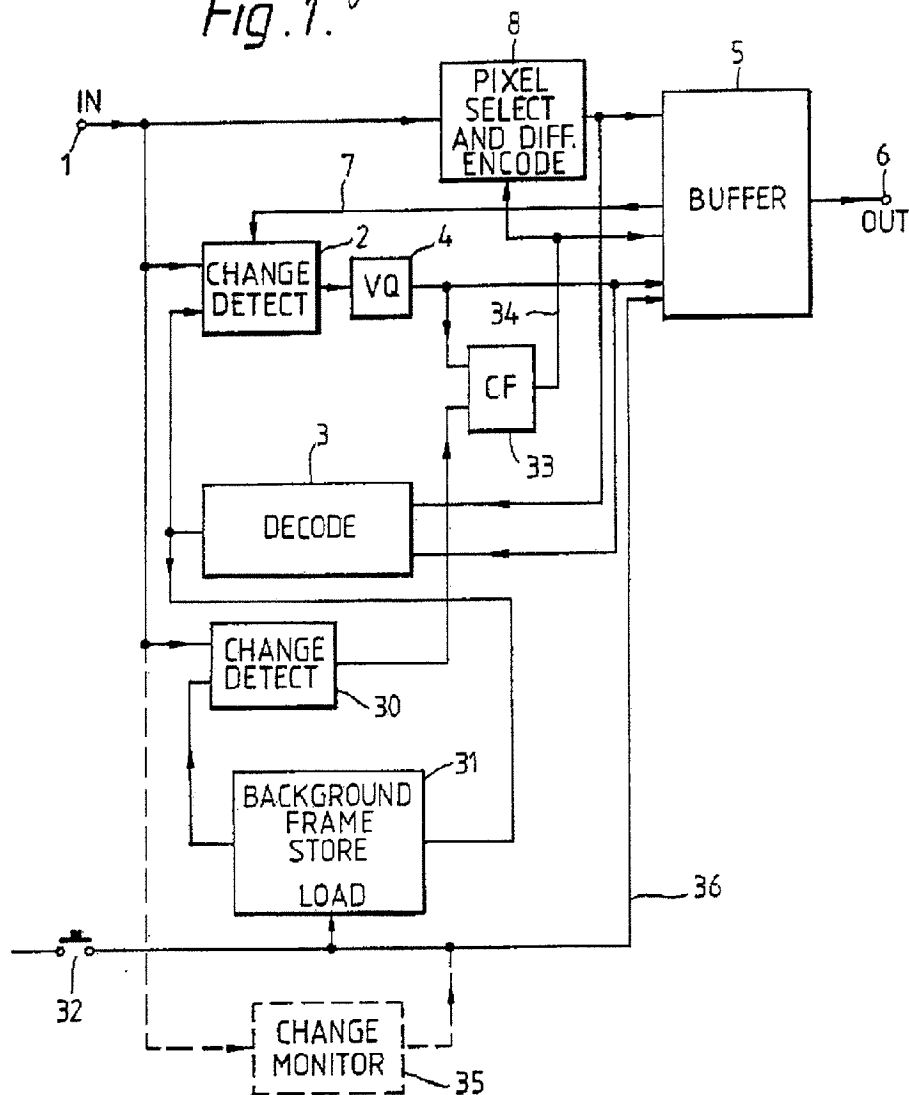 Fig. 1.
8
5
PIXEL
SELECT
AND DIFF.
ENCODE
IN
1
7
BUFFER
6
OUT
2
4
CHANGE
DETECT
VQ
34
CF
33
3
DECODE
CHANGE
DETECT
30
31
BACKGROUND
FRAME
STORE
LOAD
36
32
CHANGE
MONITOR
35